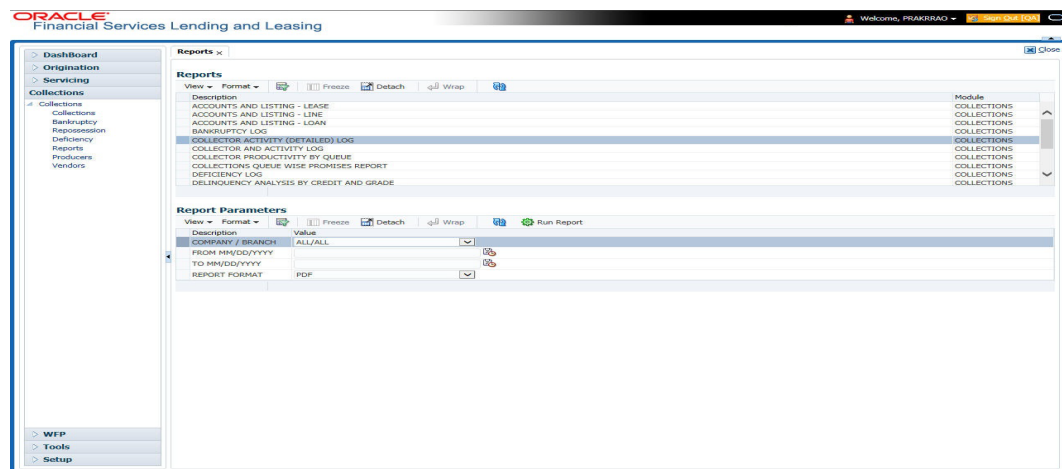 ORACLE
Financial Services Lending and Leasing
Welcome, PRAKRRAO
Sign Out [QA]
DashBoard
Origination
Servicing
Collections
Collections
Collections
Bankruptcy
Repossession
Deficiency
Reports
Producers
Vendors
WFP
Tools
Setup
Reports
Close
Reports
View Format Freeze Detach Wrap
Description Module
ACCOUNTS AND LISTING - LEASE COLLECTIONS
ACCOUNTS AND LISTING - LINE COLLECTIONS
ACCOUNTS AND LISTING - LOAN COLLECTIONS
BANKRUPTCY LOG COLLECTIONS
COLLECTOR ACTIVITY (DETAILED) LOG COLLECTIONS
COLLECTOR AND ACTIVITY LOG COLLECTIONS
COLLECTOR PRODUCTIVITY BY QUEUE COLLECTIONS
COLLECTIONS QUEUE WISE PROMISES REPORT COLLECTIONS
DEFICIENCY LOG COLLECTIONS
DELINQUENCY ANALYSIS BY CREDIT AND GRADE COLLECTIONS
Report Parameters
View Format Freeze Detach Wrap Run Report
Description Value
COMPANY / BRANCH ALL/ALL
FROM MM/DD/YYYY
TO MM/DD/YYYY
REPORT FORMAT PDF